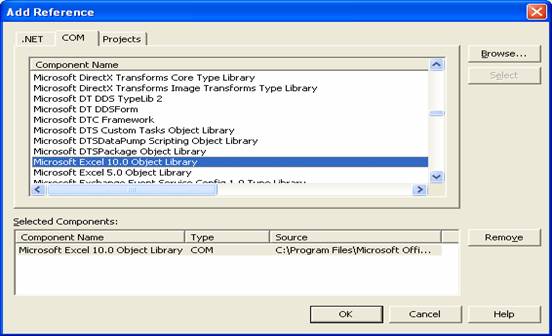 Add Reference
.NET COM Projects
Component Name
Microsoft DirectX Transforms Core Type Library
Microsoft DirectX Transforms Image Transforms Type Library
Microsoft DT DDS TypeLib 2
Microsoft DT DDSForm
Microsoft DTC Framework
Microsoft DTS Custom Tasks Object Library
Microsoft DTSDataPump Scripting Object Library
Microsoft DTSPackage Object Library
Microsoft Excel 10.0 Object Library
Microsoft Excel 5.0 Object Library
Microsoft Exchange Event Service Config 1.0 Type Library
Browse...
Select
Selected Components:
Component Name Type Source
Microsoft Excel 10.0 Object Library COM C:\Program Files\Microsoft Offi...
Remove
OK Cancel Help